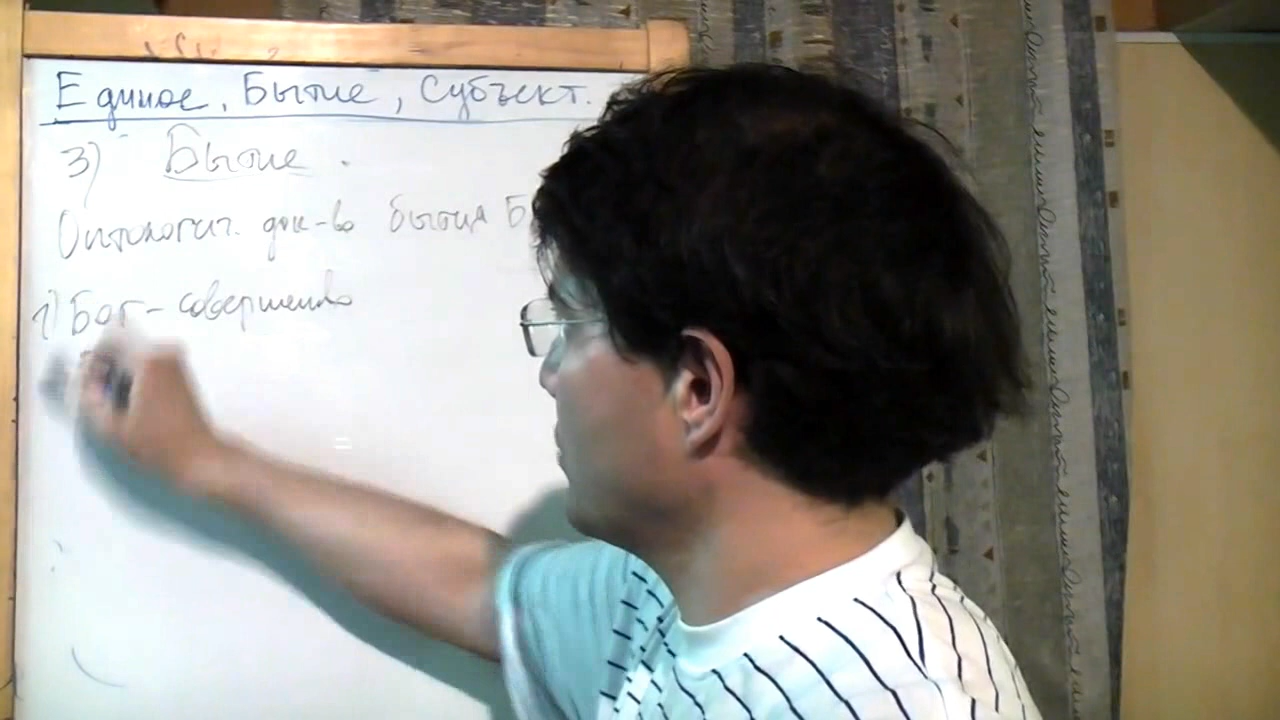 Единое, Бытие, Субъект.
3) Бытие.
Онтологич. док-во бытия Б
1) Бог - совершенно